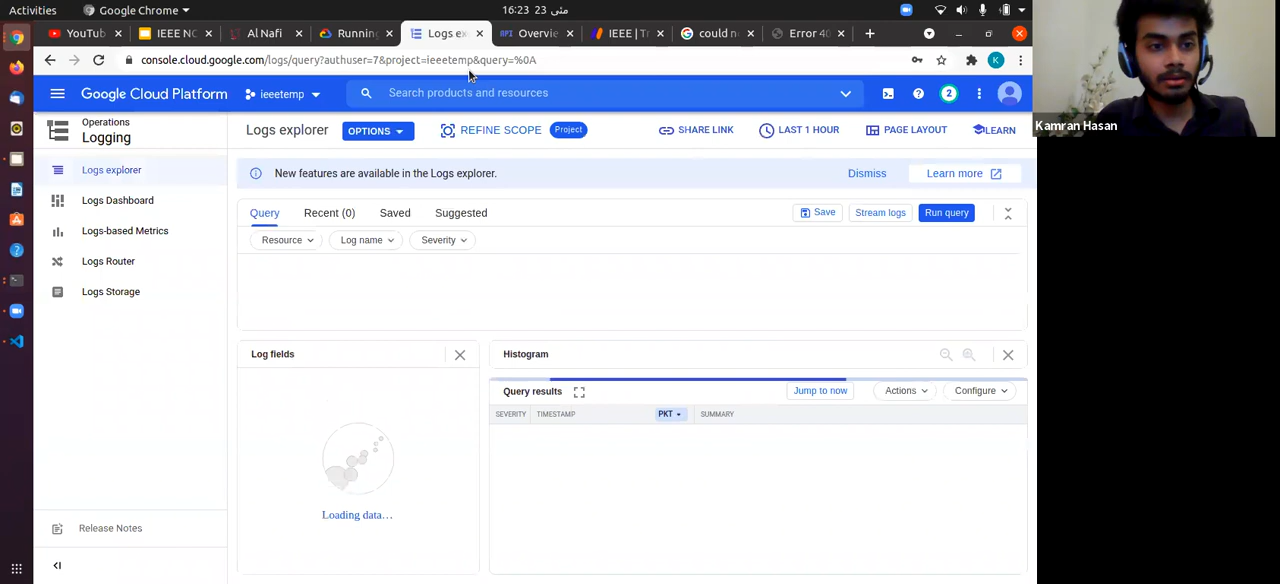 Activities
Google Chrome
16:23 23 مئی
YouTub
IEEE NC
Al Nafi
Running
Logs ex
API Overvie
IEEE | T
could n
Error 40
console.cloud.google.com/logs/query?authuser=7&project=ieeetemp&query=%0A
K
Google Cloud Platform
ieeetemp
Search products and resources
2
Operations
Logging
Logs explorer
OPTIONS
REFINE SCOPE
Project
SHARE LINK
LAST 1 HOUR
PAGE LAYOUT
LEARN
Kamran Hasan
Logs explorer
Logs Dashboard
Logs-based Metrics
Logs Router
Logs Storage
Release Notes
New features are available in the Logs explorer.
Dismiss
Learn more
Query
Recent (0)
Saved
Suggested
Save
Stream logs
Run query
Resource
Log name
Severity
Log fields
Loading data...
Histogram
Query results
Jump to now
Actions
Configure
SEVERITY
TIMESTAMP
PKT
SUMMARY